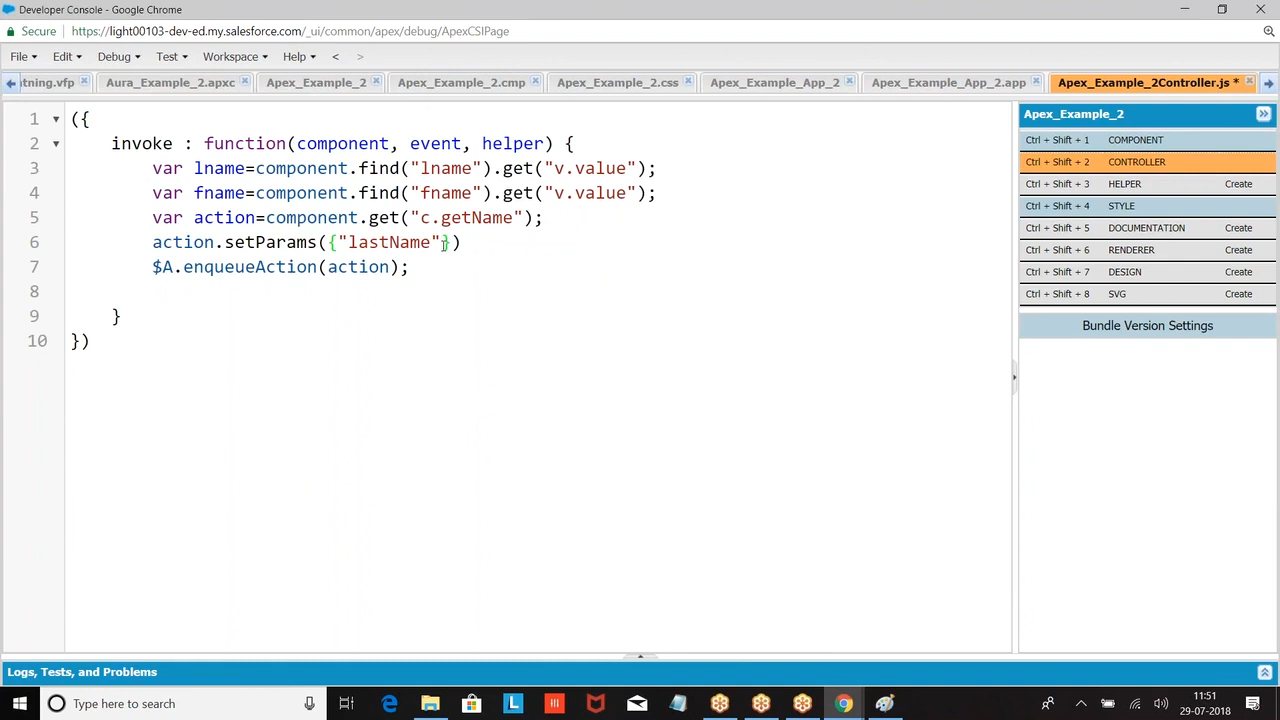 Developer Console - Google Chrome
Secure https://light00103-dev-ed.my.salesforce.com/_ui/common/apex/debug/ApexCSIPage
File Edit Debug Test Workspace Help < >
tning.vfp Aura_Example_2.apxc Apex_Example_2 Apex_Example_2.cmp Apex_Example_2.css Apex_Example_App_2 Apex_Example_App_2.app Apex_Example_2Controller.js *
1 ({
2 invoke : function(component, event, helper) {
3 var lname=component.find("lname").get("v.value");
4 var fname=component.find("fname").get("v.value");
5 var action=component.get("c.getName");
6 action.setParams({"lastName"})
7 $A.enqueueAction(action);
8
9 }
10 })
Apex_Example_2
Ctrl + Shift + 1 COMPONENT
Ctrl + Shift + 2 CONTROLLER
Ctrl + Shift + 3 HELPER Create
Ctrl + Shift + 4 STYLE
Ctrl + Shift + 5 DOCUMENTATION Create
Ctrl + Shift + 6 RENDERER Create
Ctrl + Shift + 7 DESIGN Create
Ctrl + Shift + 8 SVG Create
Bundle Version Settings
Logs, Tests, and Problems
Type here to search
11:51
29-07-2018